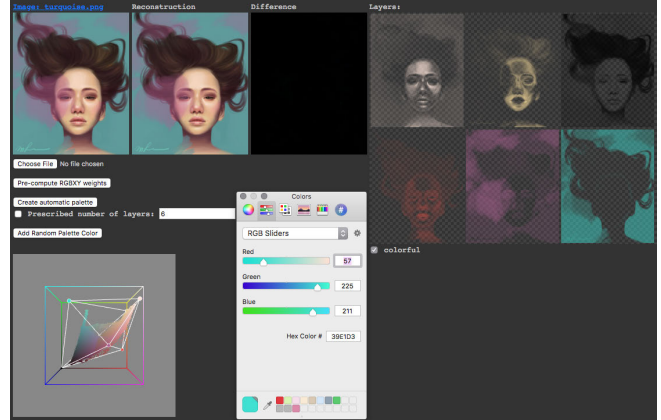 Image: turquoise.png
Reconstruction
Difference
Layers:
Choose File No file chosen
Pre-compute RGBXY weights
Create automatic palette
Prescribed number of layers: 6
Add Random Palette Color
colorful
Colors
RGB Sliders
Red
57
Green
225
Blue
211
Hex Color # 39E1D3